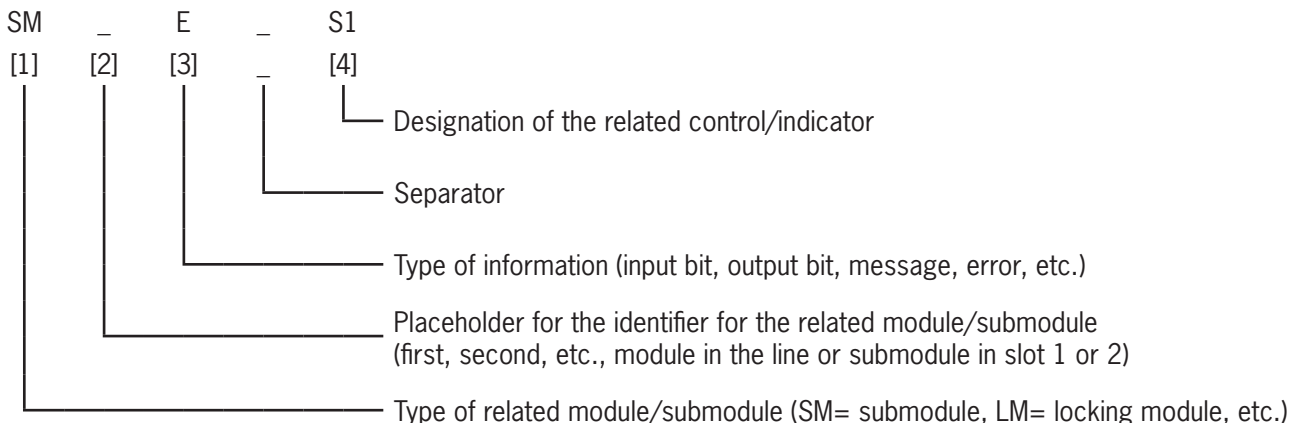 SM _ E _ S1
[1] [2] [3] _ [4]
Designation of the related control/indicator
Separator
Type of information (input bit, output bit, message, error, etc.)
Placeholder for the identifier for the related module/submodule
(first, second, etc., module in the line or submodule in slot 1 or 2)
Type of related module/submodule (SM= submodule, LM= locking module, etc.)